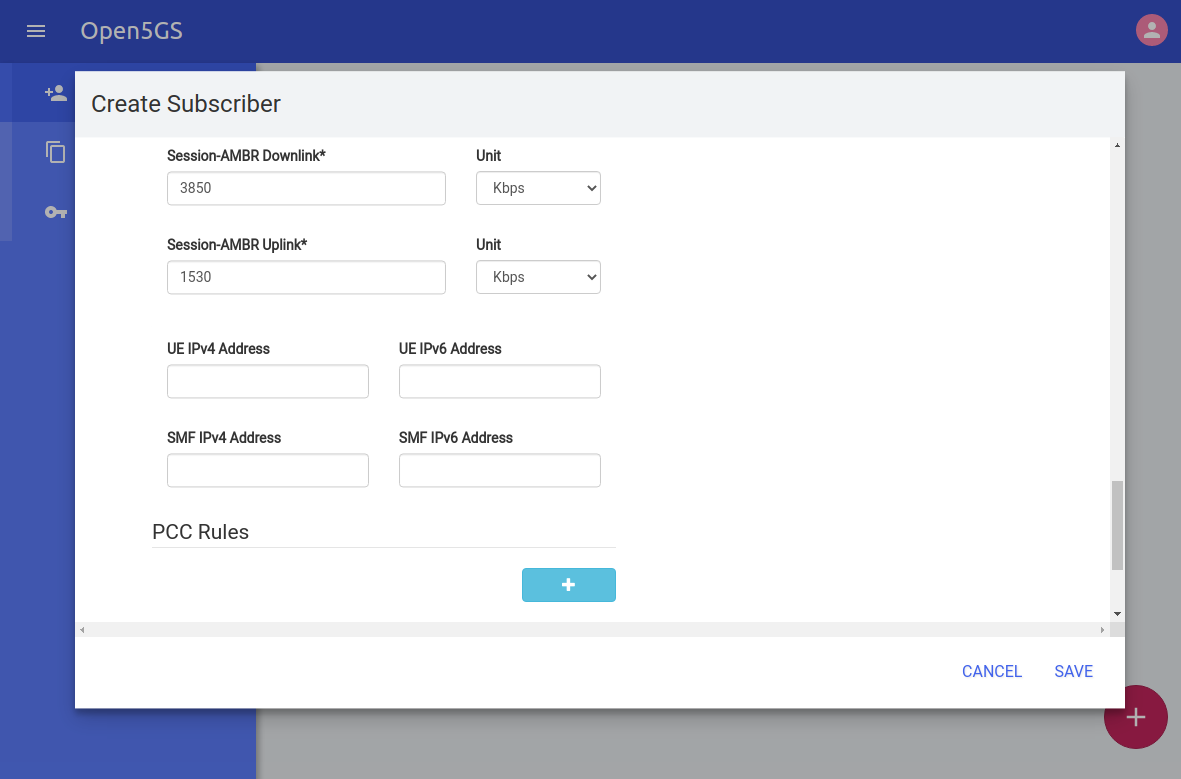 Open5GS
Create Subscriber
Session-AMBR Downlink* Unit
3850 Kbps
Session-AMBR Uplink* Unit
1530 Kbps
UE IPv4 Address UE IPv6 Address
SMF IPv4 Address SMF IPv6 Address
PCC Rules
CANCEL SAVE